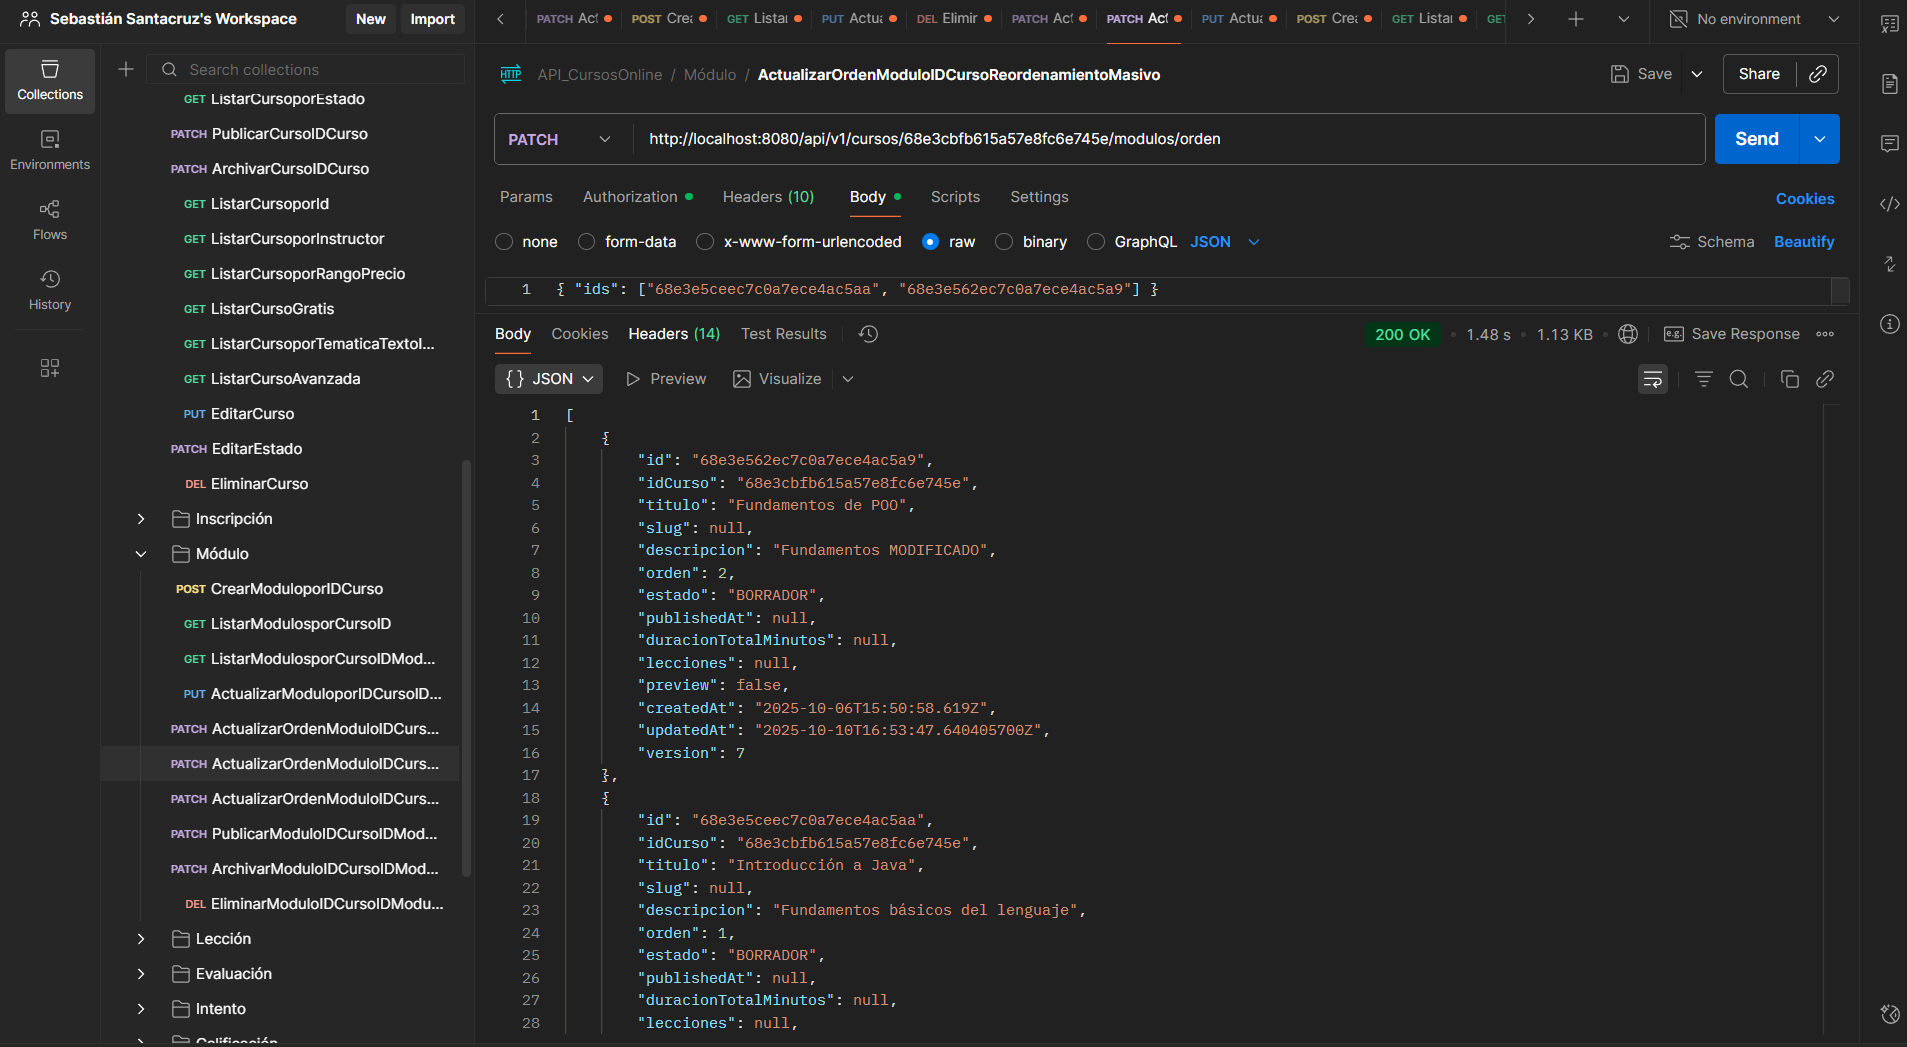 Sebastián Santacruz's Workspace
New
Import
PATCH Act
POST Crea
GET Listar
PUT Actua
DEL Elimir
PATCH Act
PATCH Act
PUT Actua
POST Crea
GET Listar
GET
No environment
Collections
Environments
Flows
History
Search collections
GET ListarCursoporEstado
PATCH PublicarCursoIDCurso
PATCH ArchivarCursoIDCurso
GET ListarCursoporId
GET ListarCursoporInstructor
GET ListarCursoporRangoPrecio
GET ListarCursoGratis
GET ListarCursoporTematicaTextoI...
GET ListarCursoAvanzada
PUT EditarCurso
PATCH EditarEstado
DEL EliminarCurso
Inscripción
Módulo
POST CrearModuloporIDCurso
GET ListarModulosporCursoID
GET ListarModulosporCursoIDMod...
PUT ActualizarModuloporIDCursoID...
PATCH ActualizarOrdenModuloIDCurs...
PATCH ActualizarOrdenModuloIDCurs...
PATCH ActualizarOrdenModuloIDCurs...
PATCH PublicarModuloIDCursoIDMod...
PATCH ArchivarModuloIDCursoIDMod...
DEL EliminarModuloIDCursoIDModu...
Lección
Evaluación
Intento
Calificación
HTTP API_CursosOnline / Módulo / ActualizarOrdenModuloIDCursoReordenamientoMasivo
Save
Share
PATCH http://localhost:8080/api/v1/cursos/68e3cbfb615a57e8fc6e745e/modulos/orden
Send
Params Authorization Headers (10) Body Scripts Settings
Cookies
none form-data x-www-form-urlencoded raw binary GraphQL JSON
Schema Beautify
1 { "ids": ["68e3e5ceec7c0a7ece4ac5aa", "68e3e562ec7c0a7ece4ac5a9"] }
Body Cookies Headers (14) Test Results
200 OK • 1.48 s • 1.13 KB
e.g. Save Response
{} JSON Preview Visualize
1 [
2 {
3 "id": "68e3e562ec7c0a7ece4ac5a9",
4 "idCurso": "68e3cbfb615a57e8fc6e745e",
5 "titulo": "Fundamentos de POO",
6 "slug": null,
7 "descripcion": "Fundamentos MODIFICADO",
8 "orden": 2,
9 "estado": "BORRADOR",
10 "publishedAt": null,
11 "duracionTotalMinutos": null,
12 "lecciones": null,
13 "preview": false,
14 "createdAt": "2025-10-06T15:50:58.619Z",
15 "updatedAt": "2025-10-10T16:53:47.640405700Z",
16 "version": 7
17 },
18 {
19 "id": "68e3e5ceec7c0a7ece4ac5aa",
20 "idCurso": "68e3cbfb615a57e8fc6e745e",
21 "titulo": "Introducción a Java",
22 "slug": null,
23 "descripcion": "Fundamentos básicos del lenguaje",
24 "orden": 1,
25 "estado": "BORRADOR",
26 "publishedAt": null,
27 "duracionTotalMinutos": null,
28 "lecciones": null,